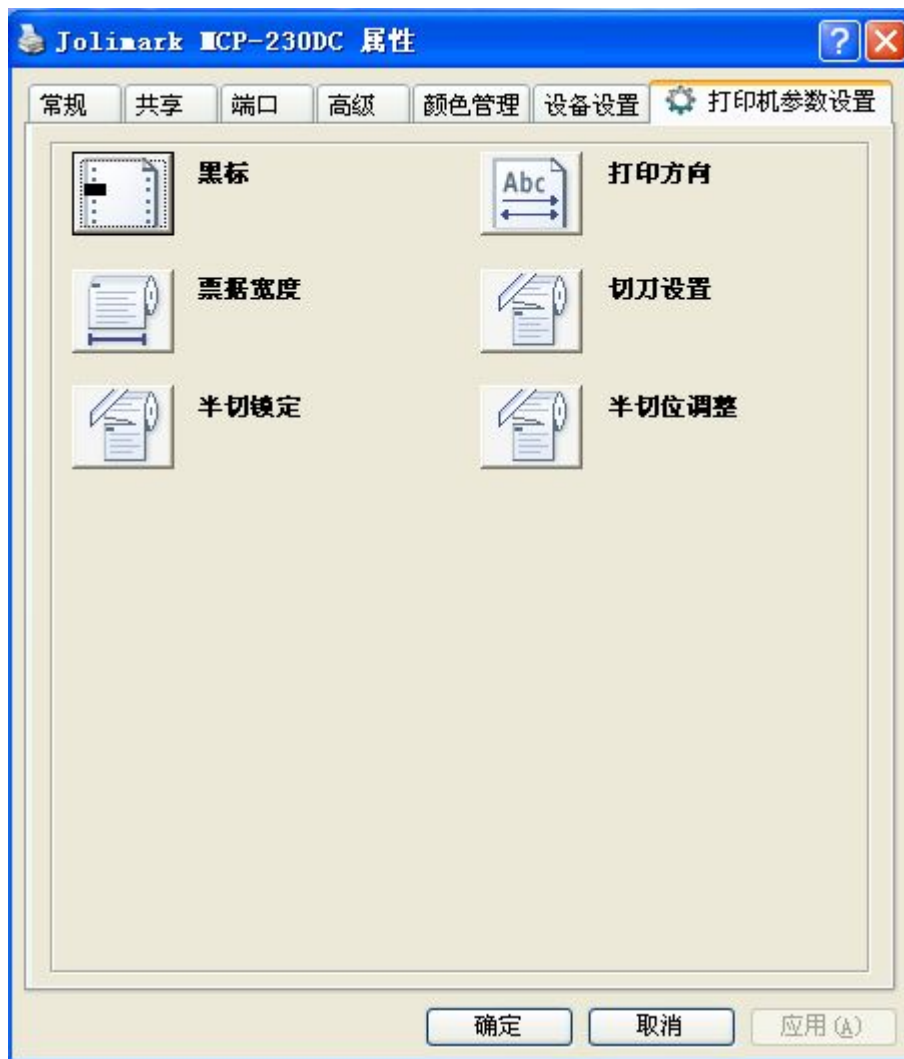 Jolimark MCP-230DC 属性
常规 共享 端口 高级 颜色管理 设备设置 打印机参数设置
黑标 Abc 打印方向
票据宽度 切刀设置
半切锁定 半切位调整
确定 取消 应用(A)